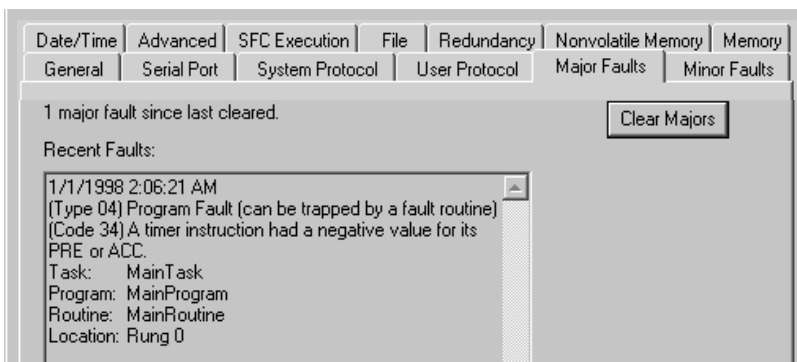 Date/Time Advanced SFC Execution File Redundancy Nonvolatile Memory Memory
General Serial Port System Protocol User Protocol Major Faults Minor Faults
1 major fault since last cleared.
Clear Majors
Recent Faults:
1/1/1998 2:06:21 AM
(Type 04) Program Fault (can be trapped by a fault routine)
(Code 34) A timer instruction had a negative value for its
PRE or ACC.
Task: MainTask
Program: MainProgram
Routine: MainRoutine
Location: Rung 0